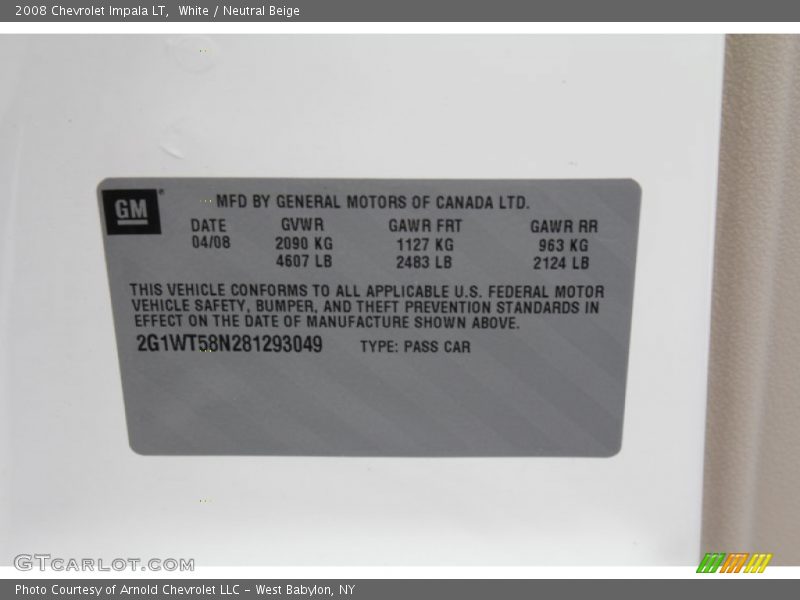 2008 Chevrolet Impala LT,  White / Neutral Beige
GM
MFD BY GENERAL MOTORS OF CANADA LTD.
DATE GVWR GAWR FRT GAWR RR
04/08 2090 KG 1127 KG 963 KG
4607 LB 2483 LB 2124 LB
THIS VEHICLE CONFORMS TO ALL APPLICABLE U.S. FEDERAL MOTOR
VEHICLE SAFETY, BUMPER, AND THEFT PREVENTION STANDARDS IN
EFFECT ON THE DATE OF MANUFACTURE SHOWN ABOVE.
2G1WT58N281293049 TYPE: PASS CAR
GTCARLOT.COM
Photo Courtesy of Arnold Chevrolet LLC - West Babylon, NY